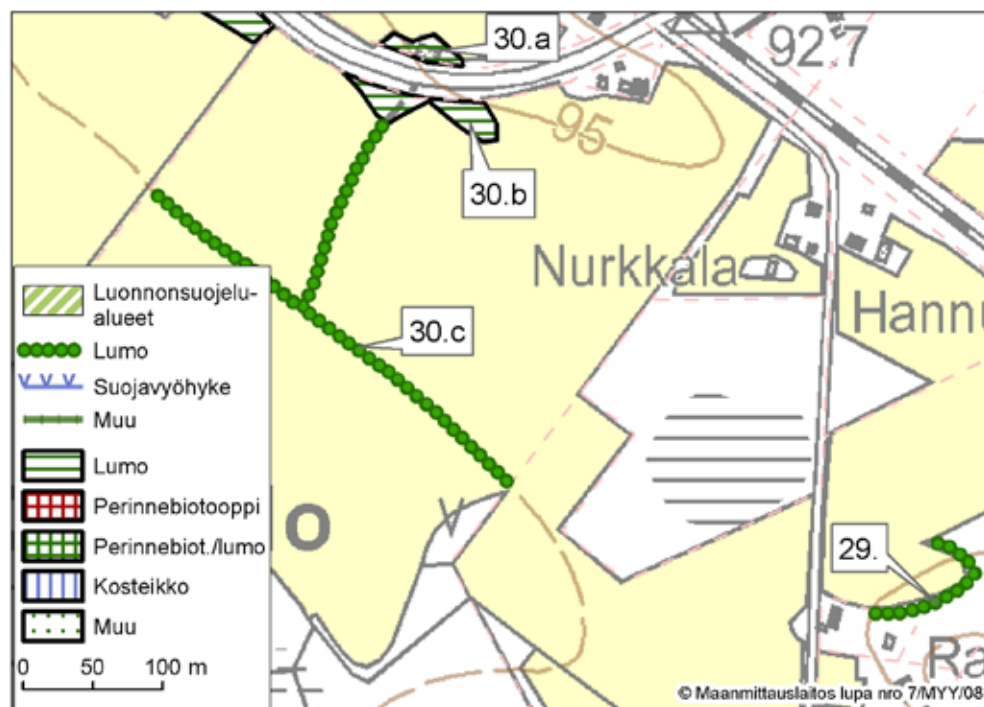 30.a
92.7
95
30.b
Nurkkala
Hannu
30.c
29.
Ra
O
Luonnonsuojelu-
alueet
Lumo
Suojavyöhyke
Muu
Lumo
Perinnebiotooppi
Perinnebiot./lumo
Kosteikko
Muu
0 50 100 m
© Maanmittauslaitos lupa nro 7/MYY/08